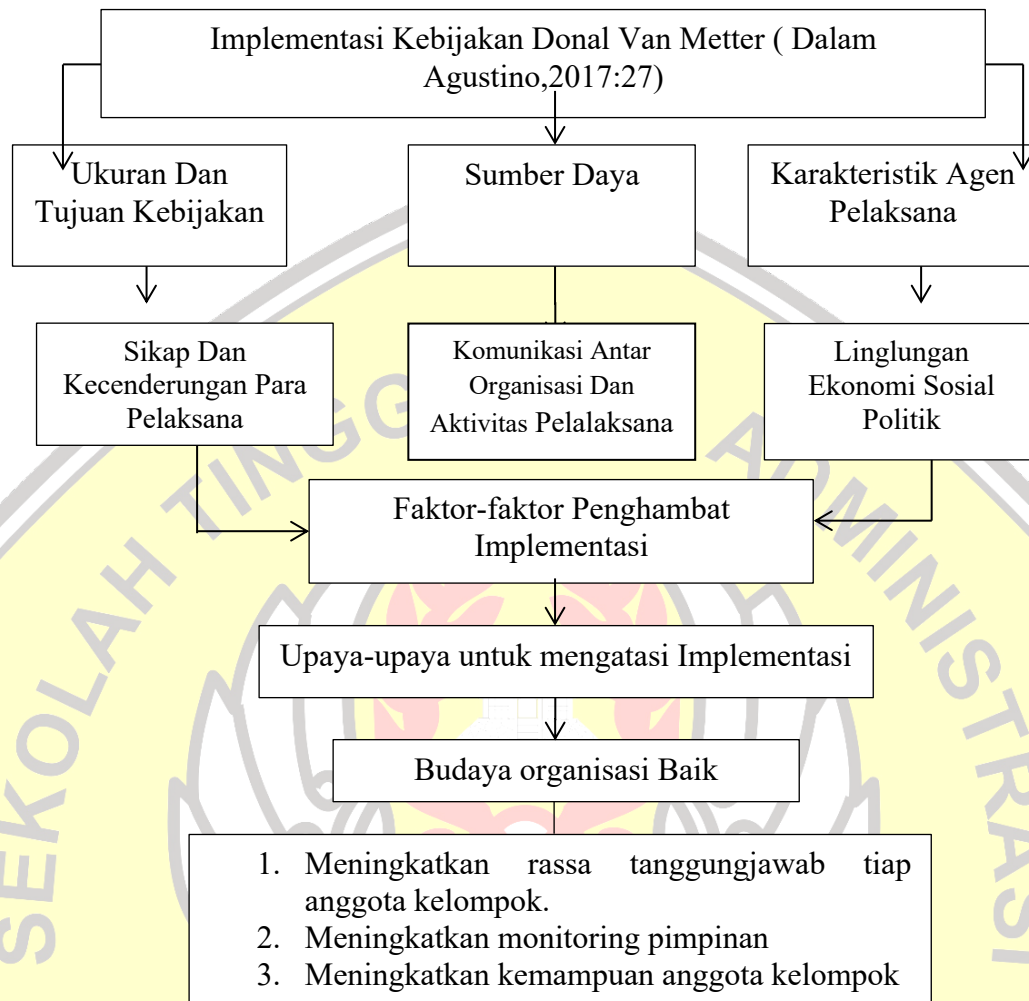 Implementasi Kebijakan Donal Van Metter ( Dalam
Agustino,2017:27)
Ukuran Dan
Tujuan Kebijakan
Sumber Daya
Karakteristik Agen
Pelaksana
Sikap Dan
Kecenderungan Para
Pelaksana
Komunikasi Antar
Organisasi Dan
Aktivitas Pelalaksana
Linglungan
Ekonomi Sosial
Politik
Faktor-faktor Penghambat
Implementasi
Upaya-upaya untuk mengatasi Implementasi
Budaya organisasi Baik
1. Meningkatkan rassa tanggungjawab tiap
anggota kelompok.
2. Meningkatkan monitoring pimpinan
3. Meningkatkan kemampuan anggota kelompok
SEKOLAH